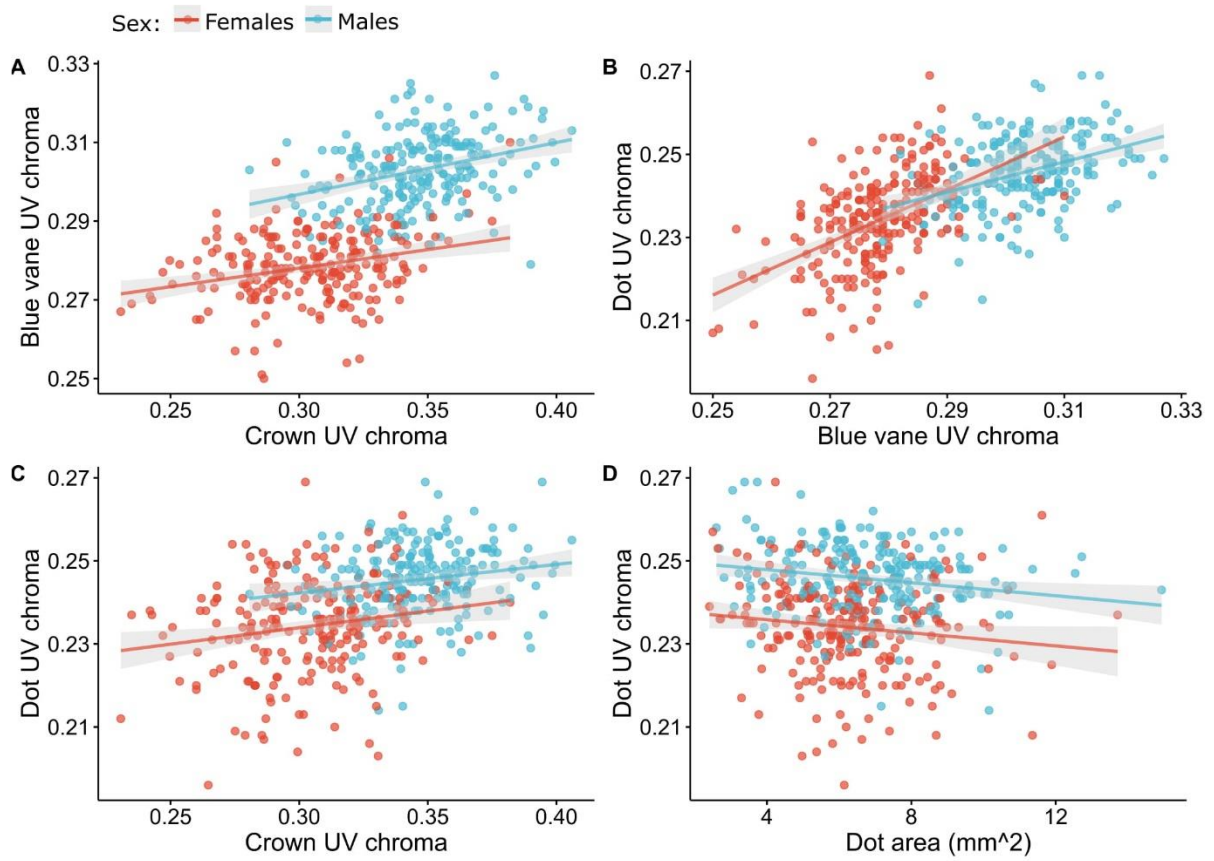 Sex: Females Males
A
Blue vane UV chroma
0.33
0.31
0.29
0.27
0.25
0.25 0.30 0.35 0.40
Crown UV chroma
B
Dot UV chroma
0.27
0.25
0.23
0.21
0.25 0.27 0.29 0.31 0.33
Blue vane UV chroma
C
Dot UV chroma
0.27
0.25
0.23
0.21
0.25 0.30 0.35 0.40
Crown UV chroma
D
Dot UV chroma
0.27
0.25
0.23
0.21
4 8 12
Dot area (mm^2)